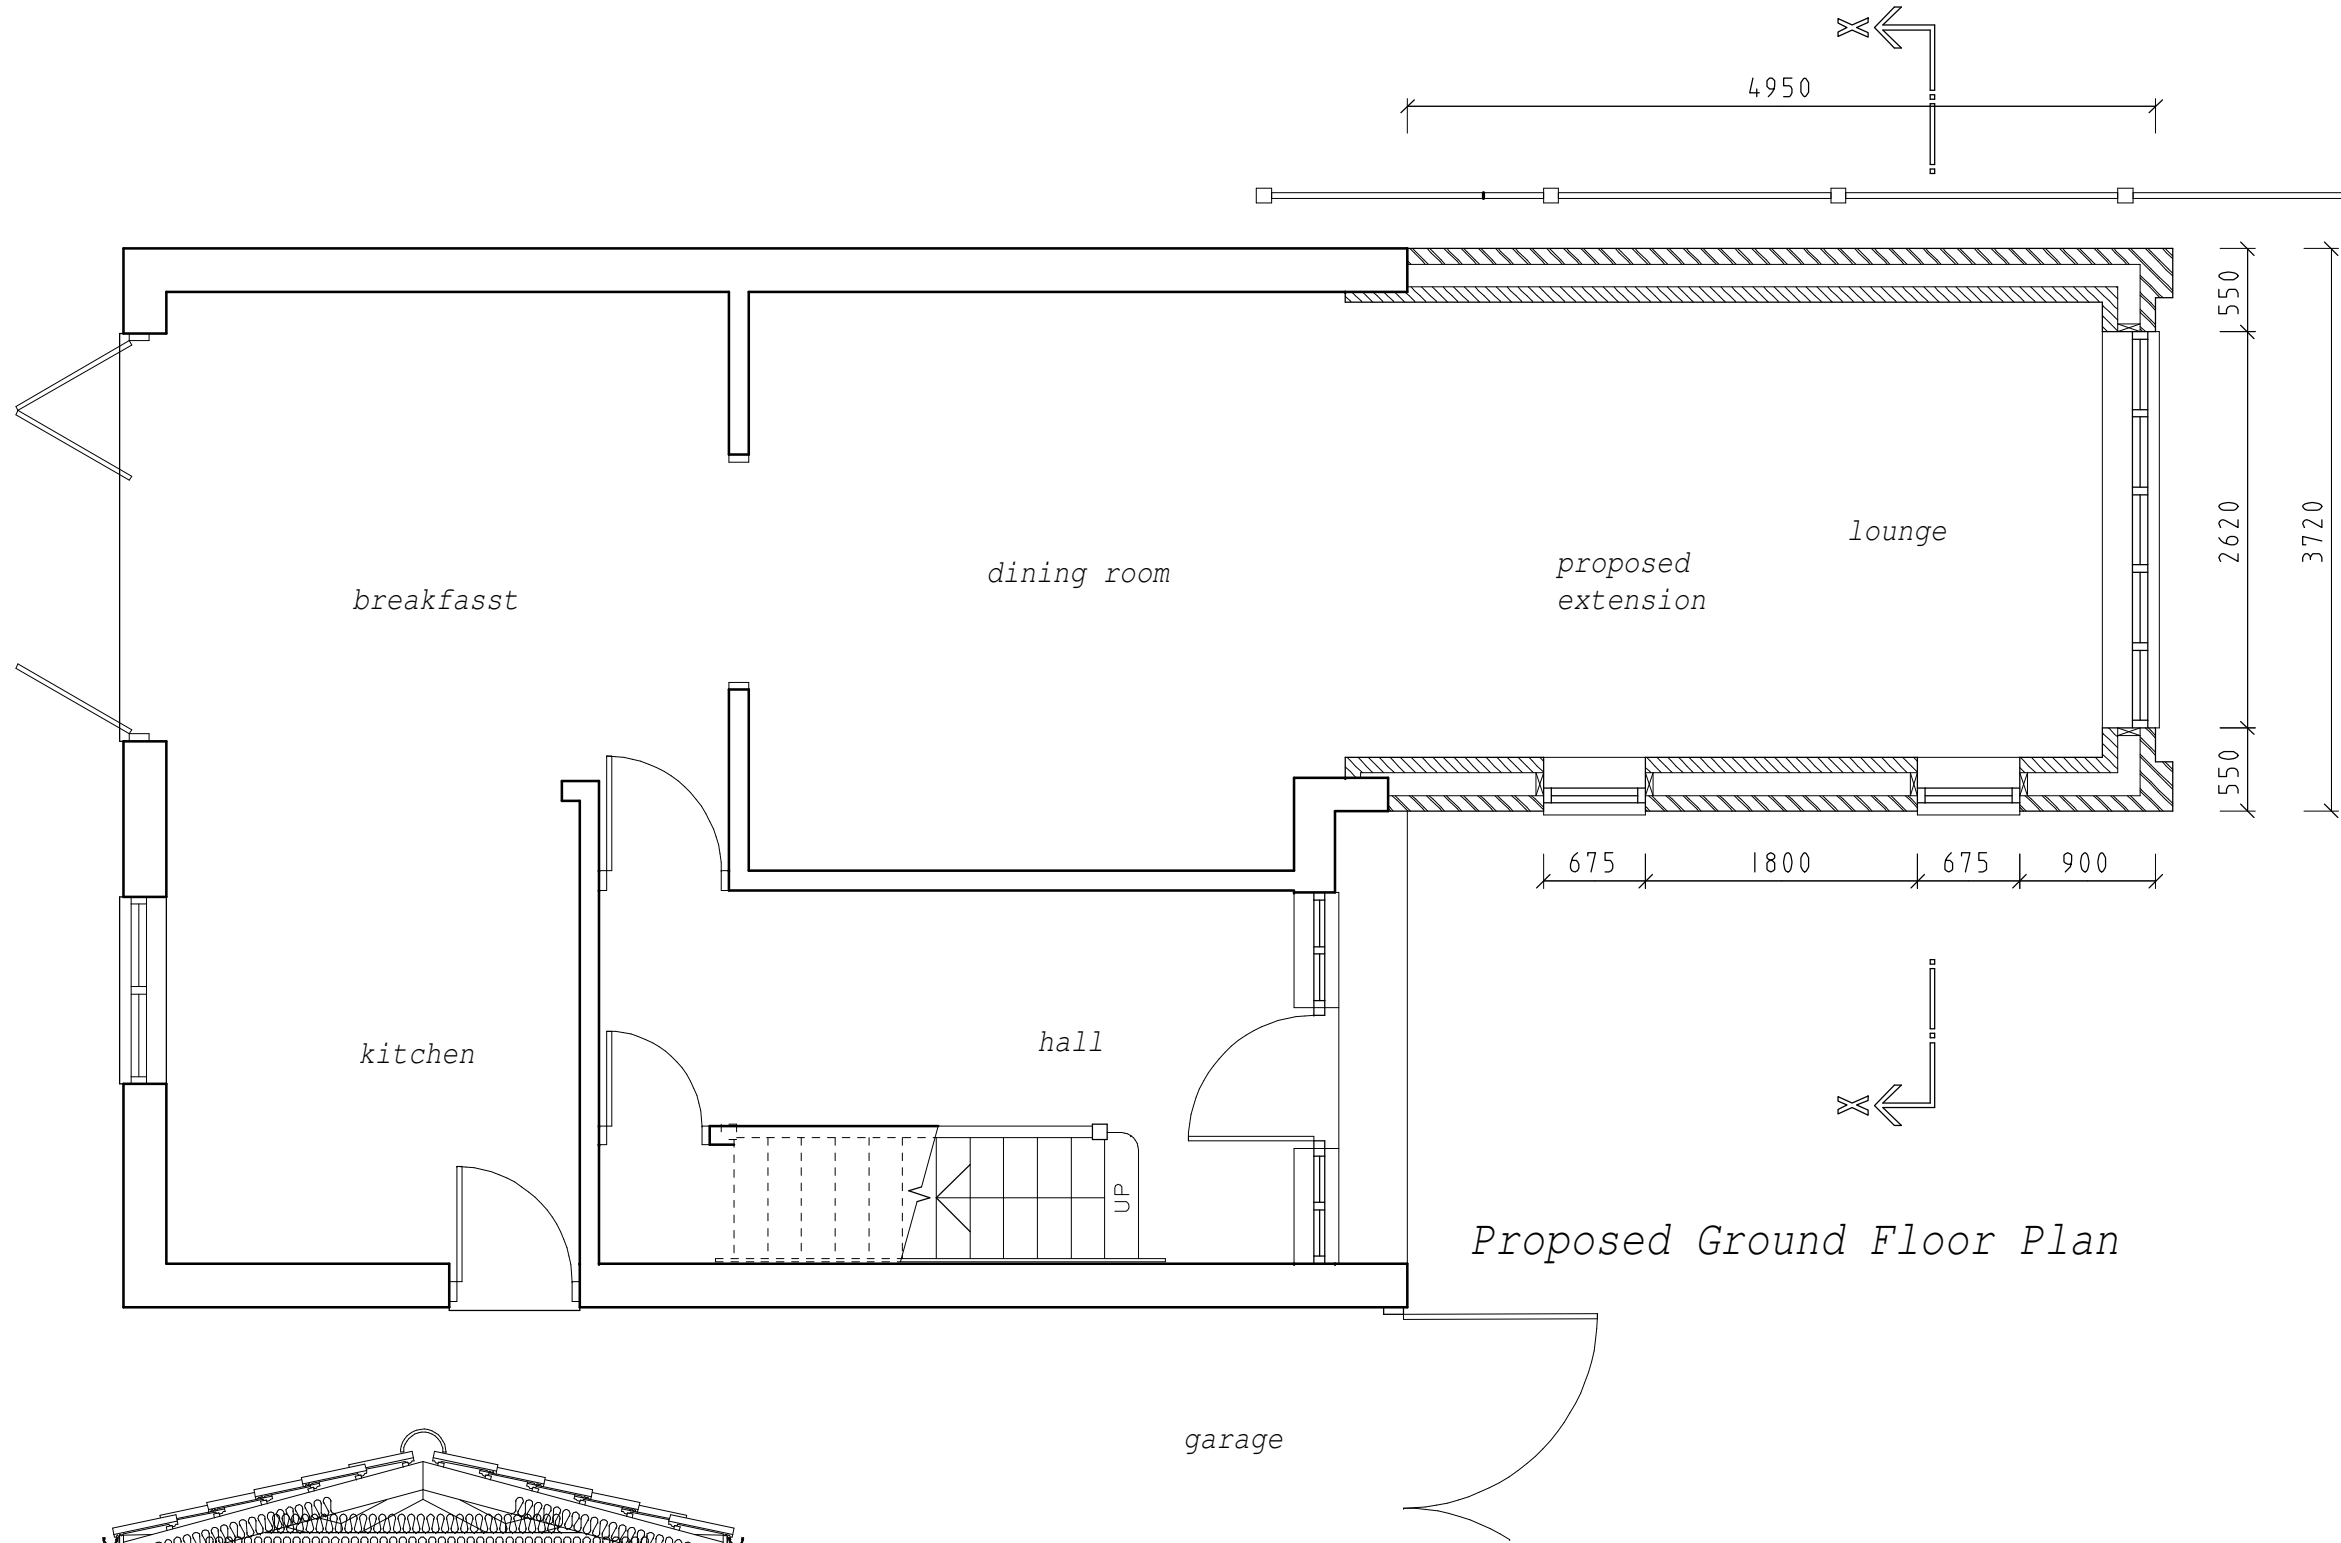 X
4950
550
lounge
2620
3720
proposed
extension
dining room
breakfasst
550
675
1800
675
900
hall
kitchen
X
UP
Proposed Ground Floor Plan
garage